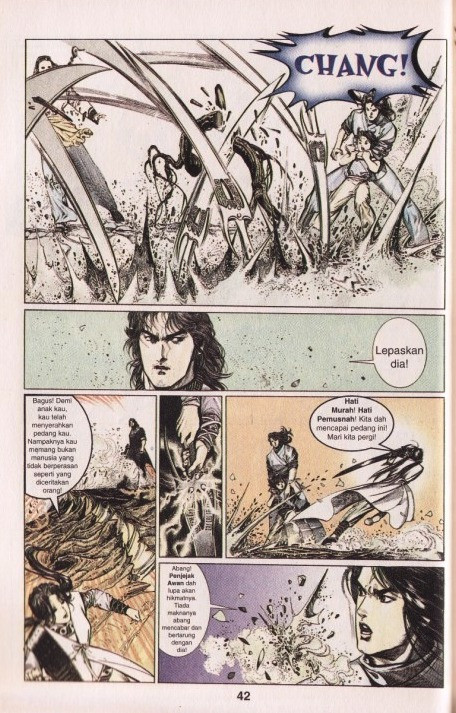 CHANG!
Lepaskan
dia!
Bagus! Demi
anak kau,
kau telah
menyerahkan
pedang kau.
Nampaknya kau
memang bukan
manusia yang
tidak berperasan
seperti yang
diceritakan
orang!
Hati
Murah! Hati
Pemusnah! Kita dah
mencapai pedang ini!
Mari kita pergi!
Abang!
Penjejak
Awan dah
lupa akan
hikmatnya.
Tiada
maknanya
abang
mencabar dan
bertarung
dengan
dia!
42